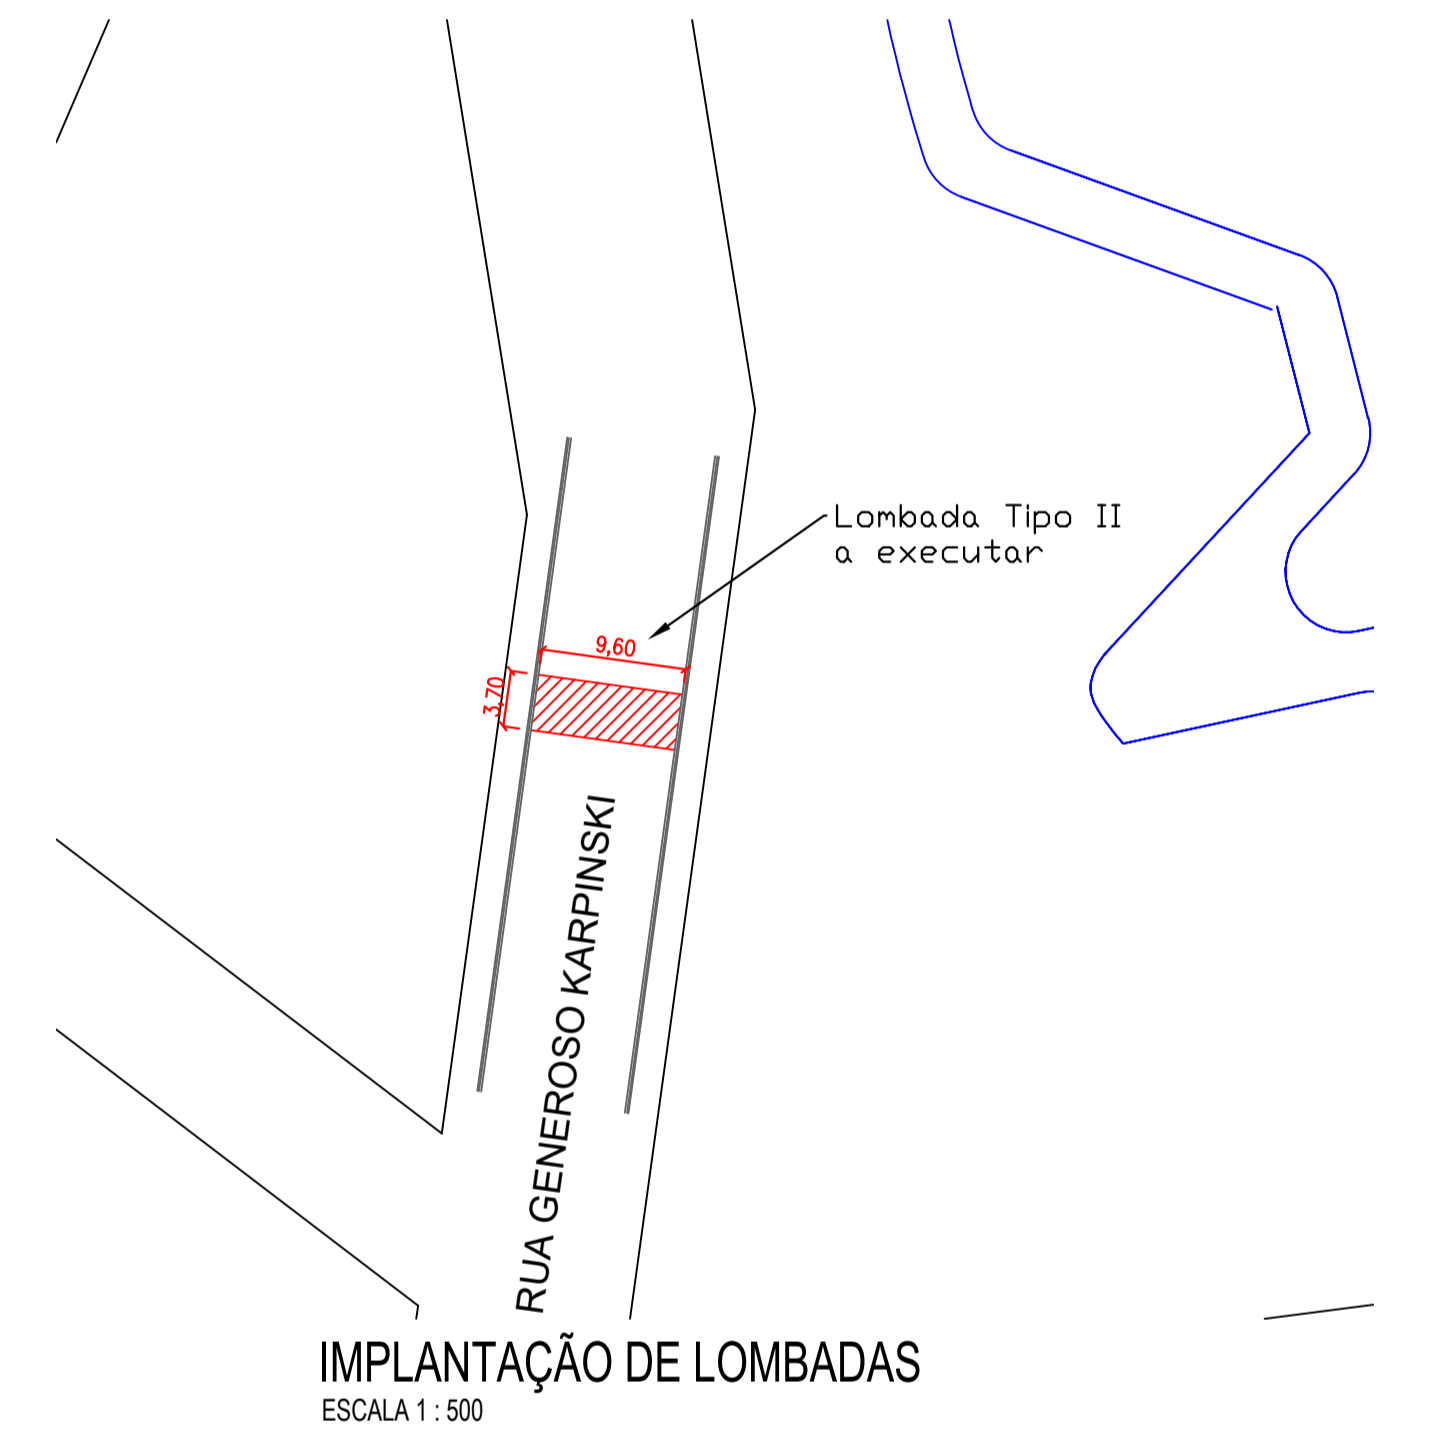 Lombada Tipo II
a executar
9,60
3,70
RUA GENEROSO KARPINSKI
IMPLANTAÇÃO DE LOMBADAS
ESCALA 1 : 500